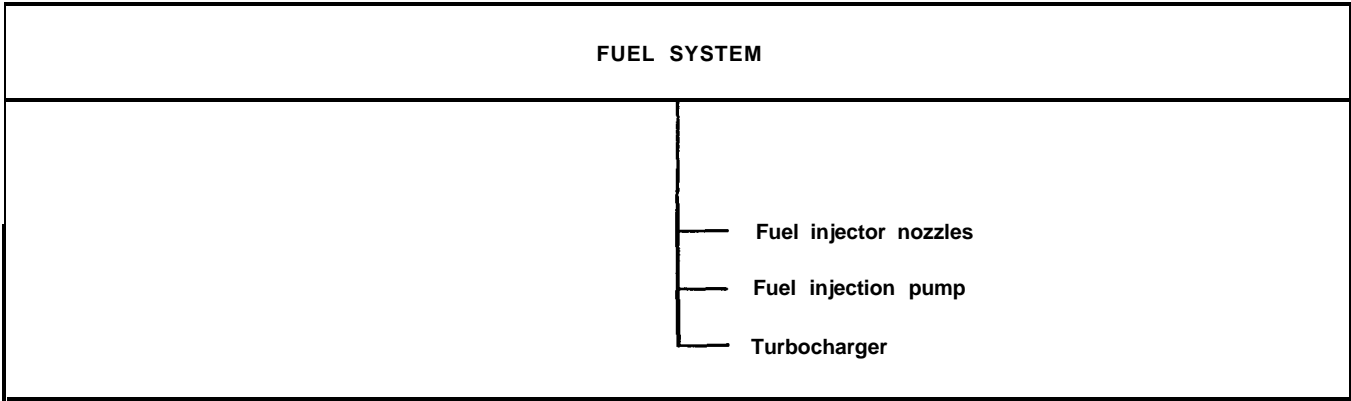 FUEL SYSTEM
Fuel injector nozzles
Fuel injection pump
Turbocharger